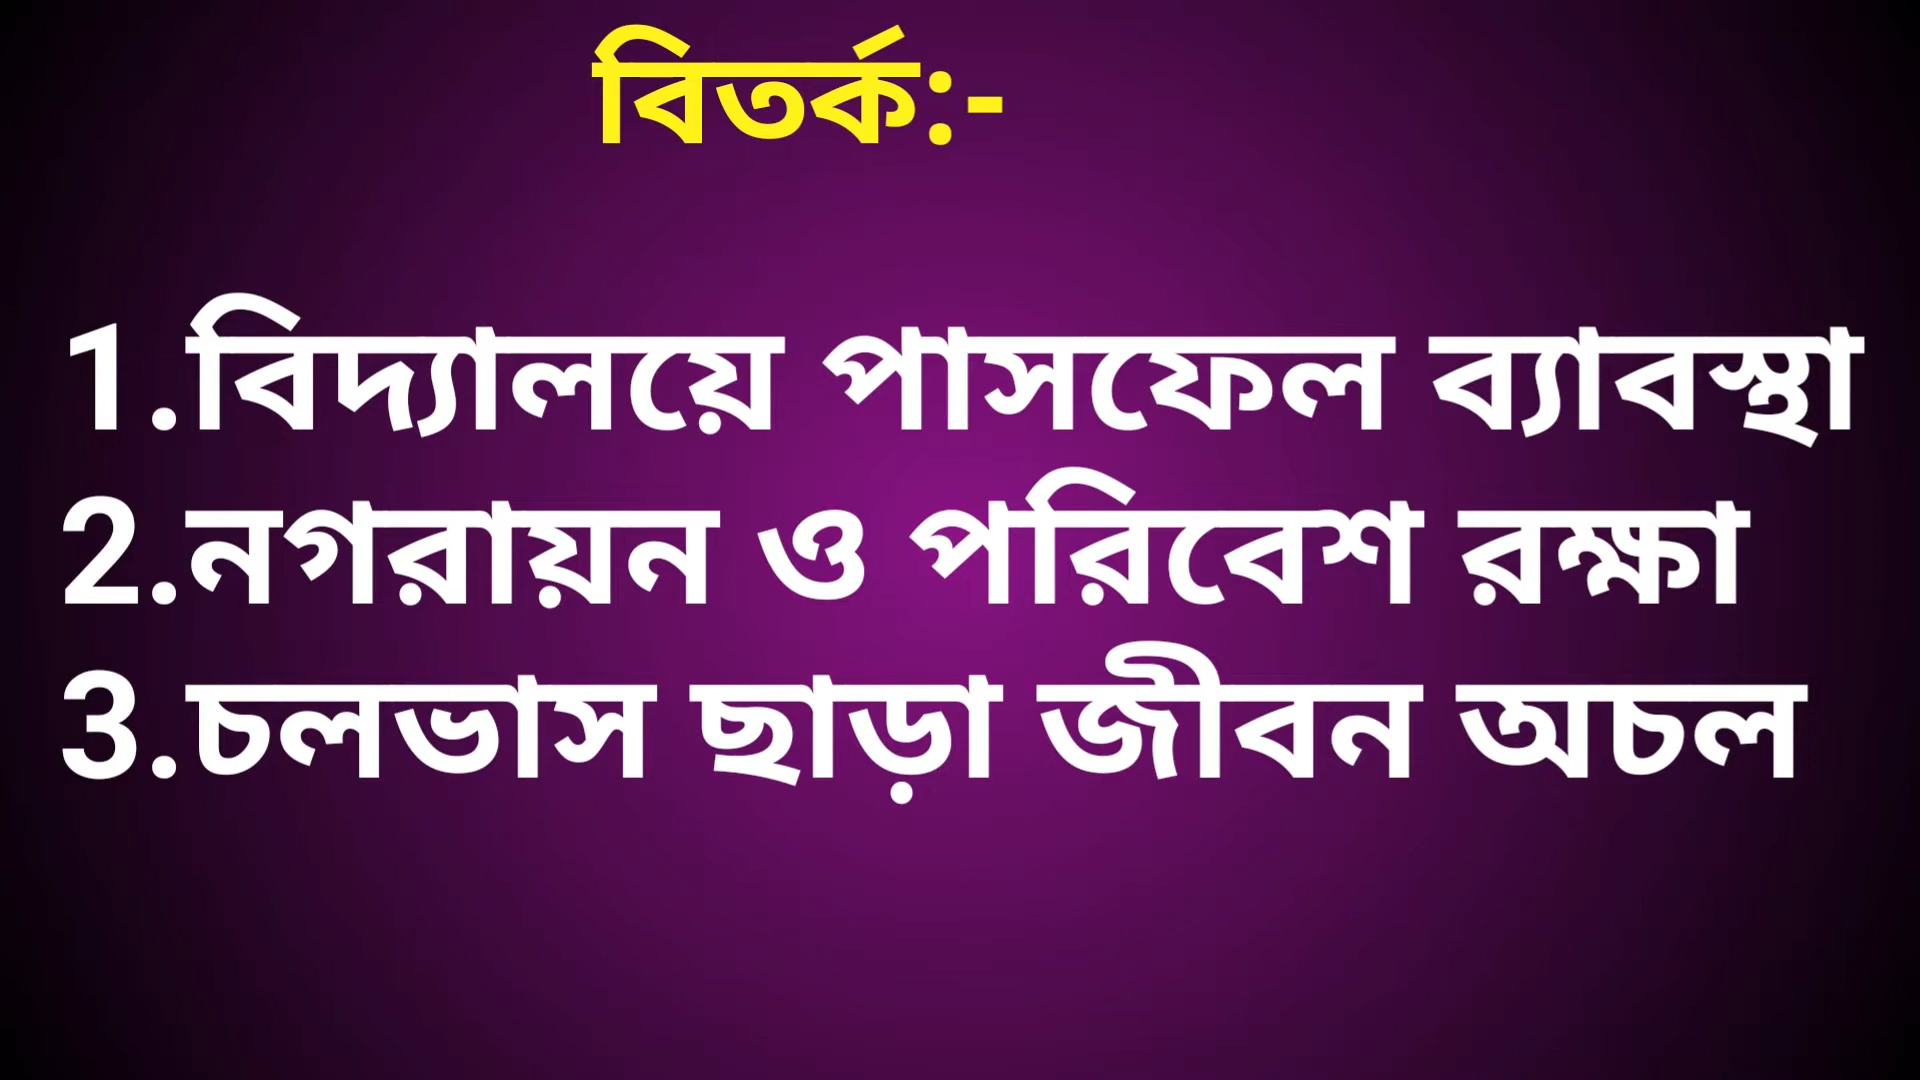 বিতর্ক:-
1.বিদ্যালয়ে পাসফেল ব্যাবস্থা
2.নগরায়ন ও পরিবেশ রক্ষা
3.চলভাস ছাড়া জীবন অচল